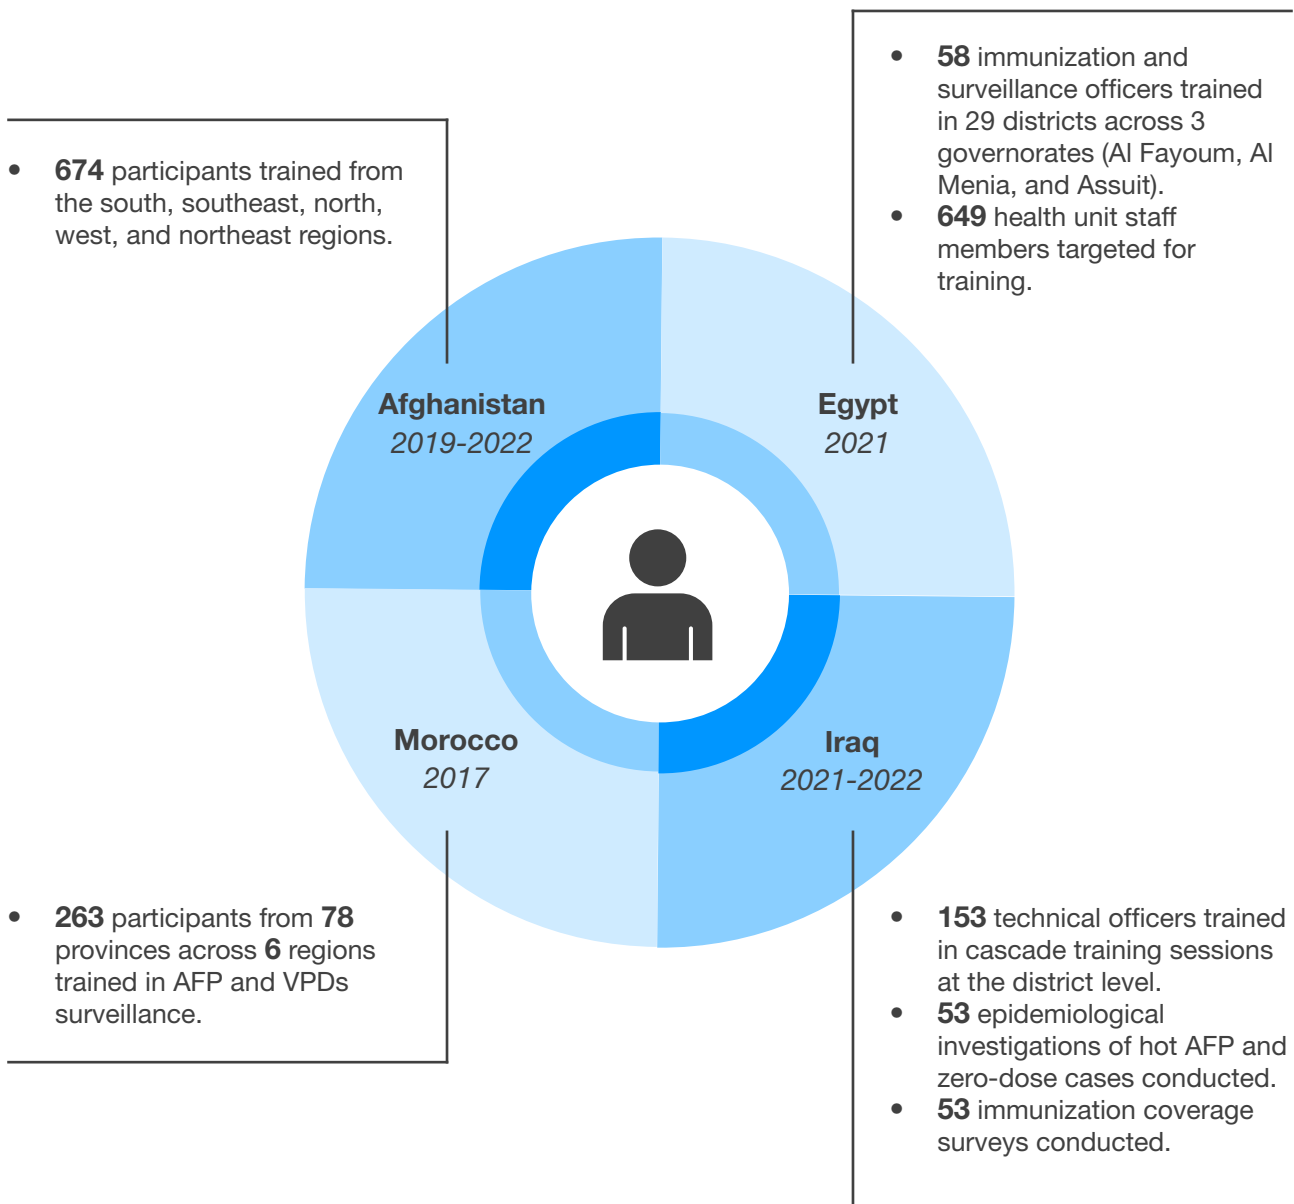 • 674 participants trained from
the south, southeast, north,
west, and northeast regions.
• 58 immunization and
surveillance officers trained
in 29 districts across 3
governorates (Al Fayoum, Al
Menia, and Assuit).
• 649 health unit staff
members targeted for
training.
Afghanistan
2019-2022
Egypt
2021
Morocco
2017
Iraq
2021-2022
• 263 participants from 78
provinces across 6 regions
trained in AFP and VPDs
surveillance.
• 153 technical officers trained
in cascade training sessions
at the district level.
• 53 epidemiological
investigations of hot AFP and
zero-dose cases conducted.
• 53 immunization coverage
surveys conducted.